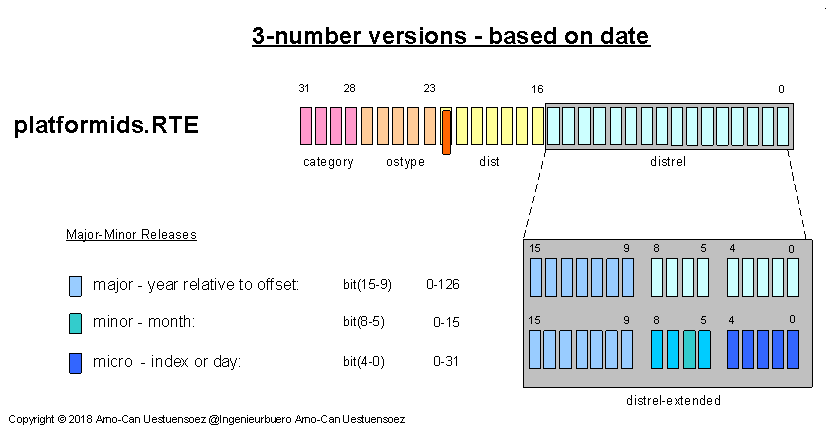 3-number versions - based on date
31 28 23 16 0
platformids.RTE
category ostype dist distrel
Major-Minor Releases
15 9 8 5 4 0
major - year relative to offset: bit(15-9) 0-126
minor - month: bit(8-5) 0-15
15 9 8 5 4 0
micro - index or day: bit(4-0) 0-31
distrel-extended
Copyright © 2018 Arno-Can Uestuensoez @Ingenieurbuero Arno-Can Uestuensoez